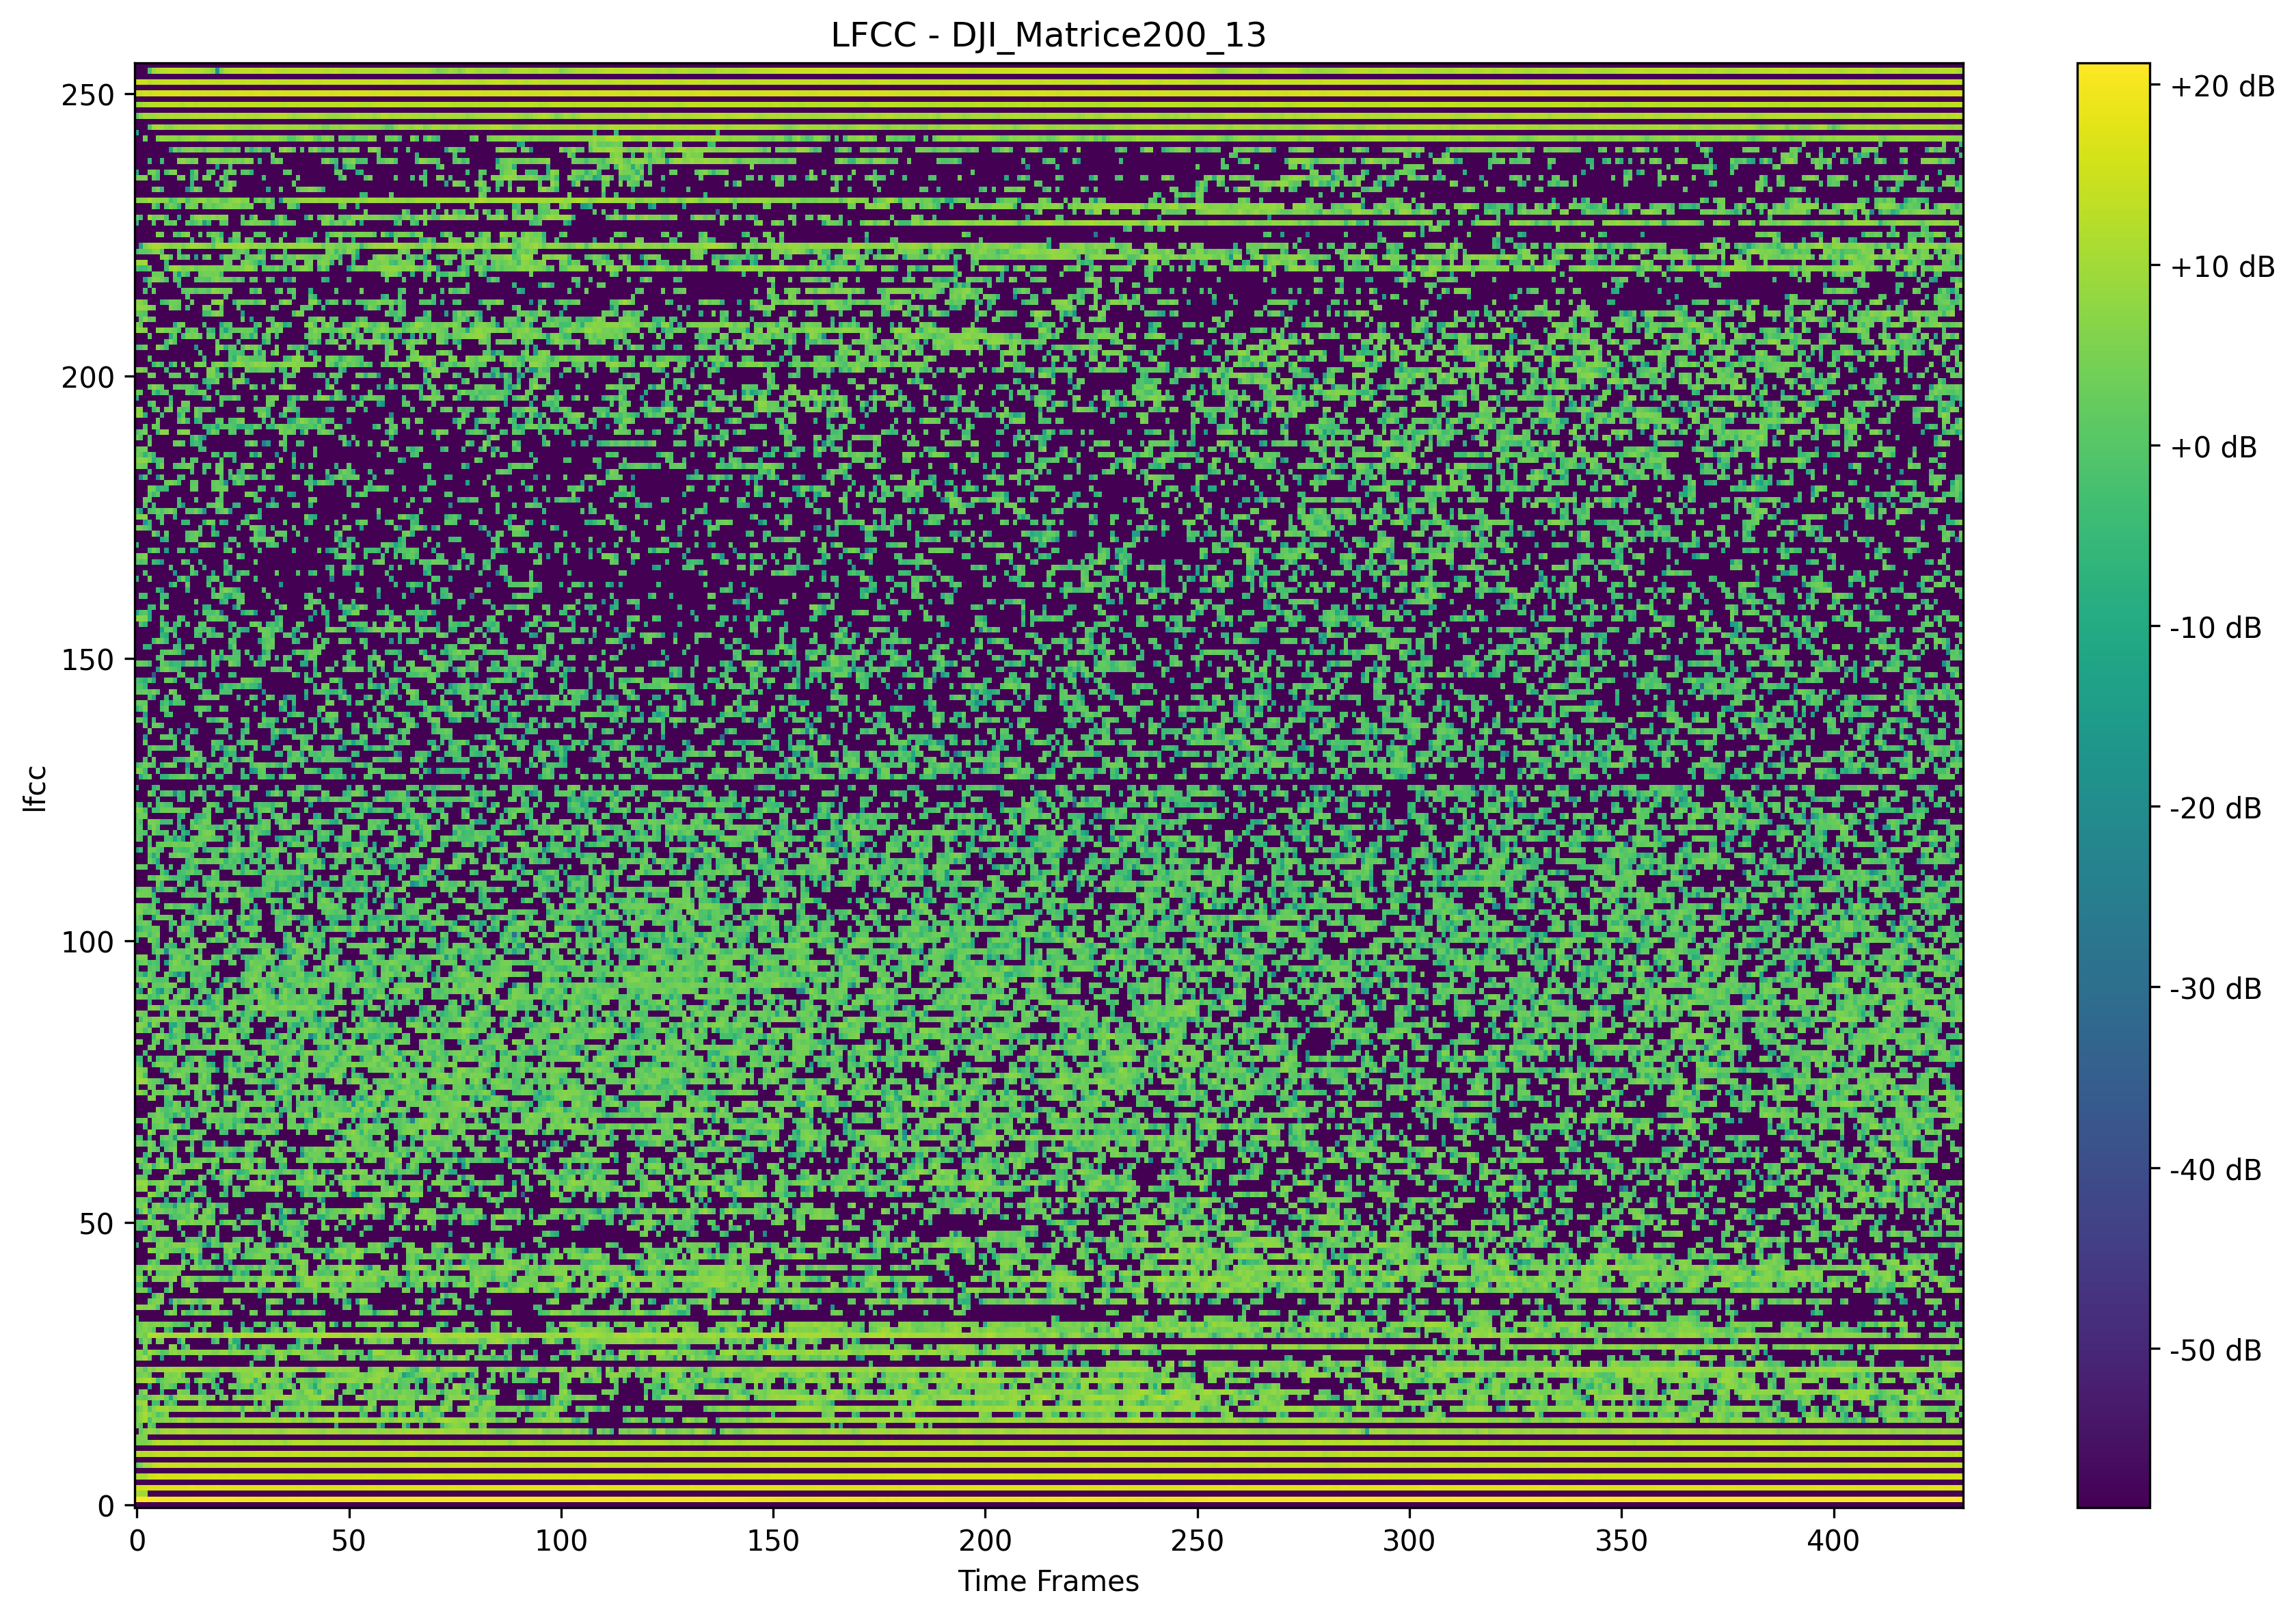 LFCC - DJI_Matrice200_13
250
200
150
100
50
0
lfcc
0 50 100 150 200 250 300 350 400
Time Frames
+20 dB
+10 dB
+0 dB
-10 dB
-20 dB
-30 dB
-40 dB
-50 dB